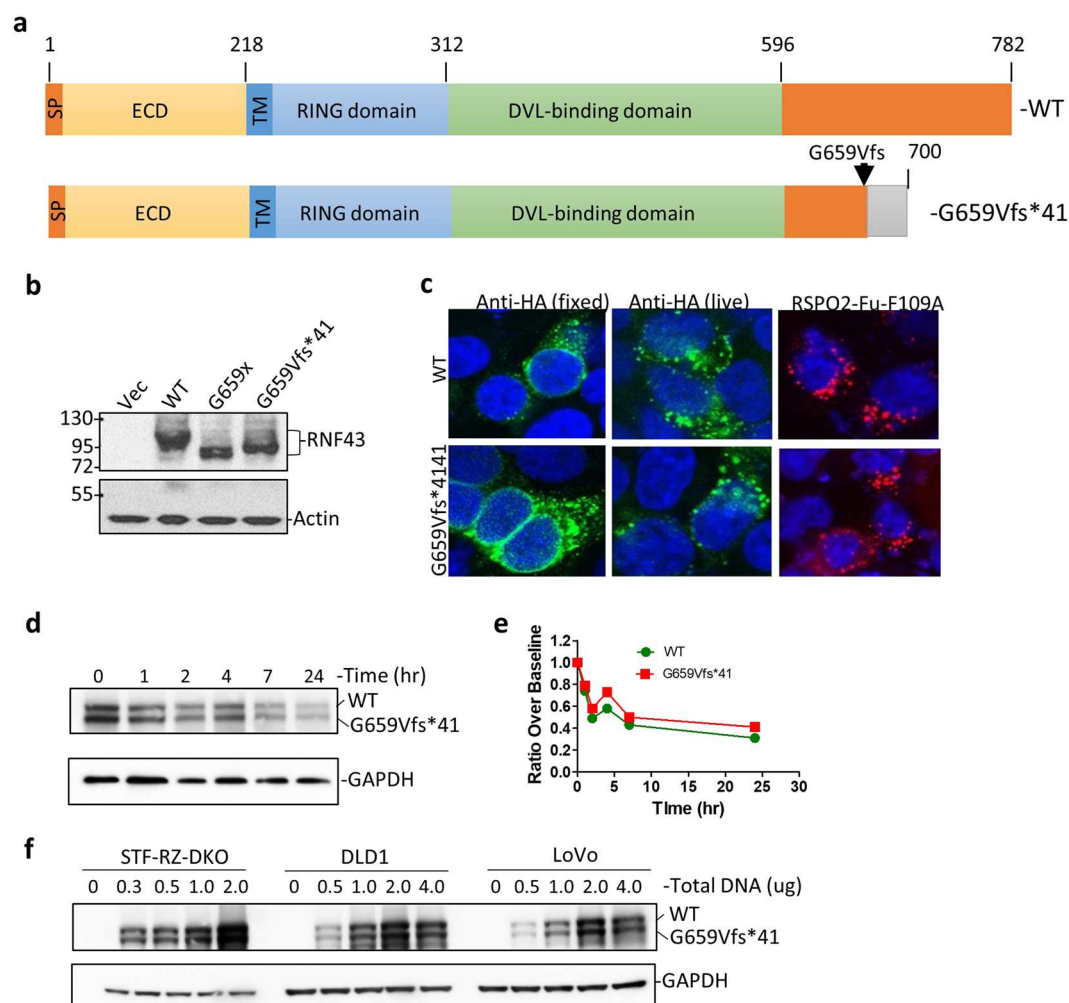 a
1 218 312 596 782
SP ECD TM RING domain DVL-binding domain -WT
G659Vfs 700
SP ECD TM RING domain DVL-binding domain -G659Vfs*41
b
Vec WT G659x G659Vfs*41
130
95
72
-RNF43
55
-Actin
c
Anti-HA (fixed) Anti-HA (live) RSPO2-Fu-F109A
WT
G659Vfs*4141
d
0 1 2 4 7 24 -Time (hr)
WT
G659Vfs*41
-GAPDH
e
Ratio Over Baseline
1.2
1.0
0.8
0.6
0.4
0.2
0.0
WT
G659Vfs*41
0 5 10 15 20 25 30
TIme (hr)
f
STF-RZ-DKO DLD1 LoVo
0 0.3 0.5 1.0 2.0 0 0.5 1.0 2.0 4.0 0 0.5 1.0 2.0 4.0 -Total DNA (ug)
WT
G659Vfs*41
-GAPDH